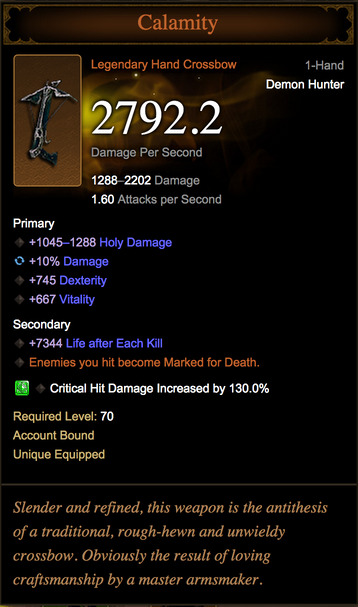 Calamity
Legendary Hand Crossbow
1-Hand
Demon Hunter
2792.2
Damage Per Second
1288–2202 Damage
1.60 Attacks per Second
Primary
+1045–1288 Holy Damage
+10% Damage
+745 Dexterity
+667 Vitality
Secondary
+7344 Life after Each Kill
Enemies you hit become Marked for Death.
Critical Hit Damage Increased by 130.0%
Required Level: 70
Account Bound
Unique Equipped
Slender and refined, this weapon is the antithesis
of a traditional, rough-hewn and unwieldy
crossbow. Obviously the result of loving
craftsmanship by a master armsmaker.